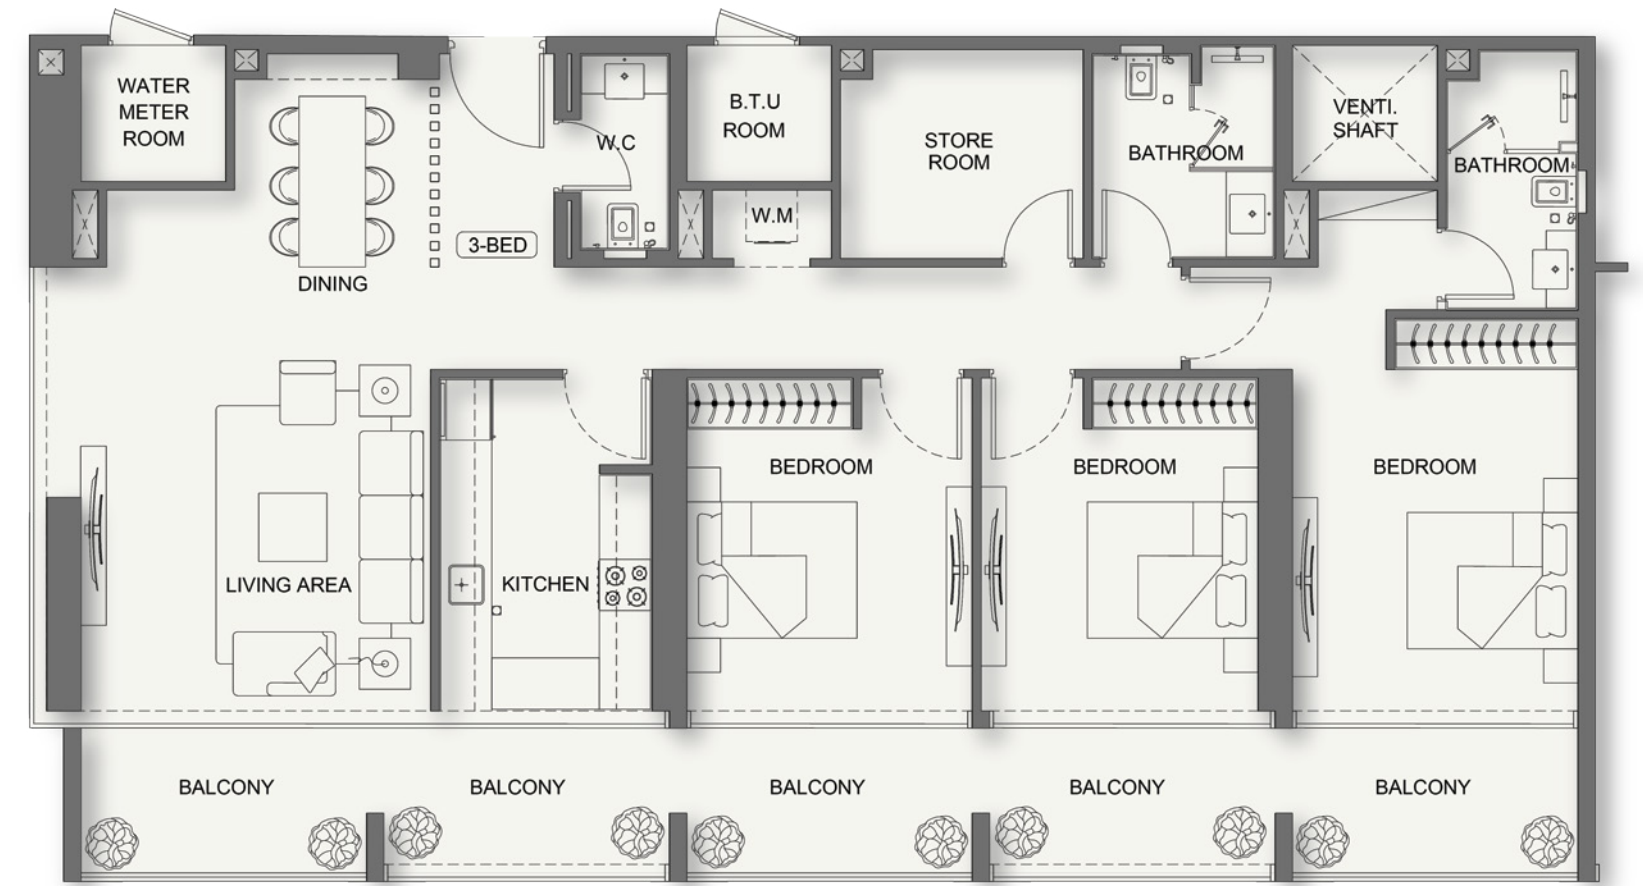 WATER
METER
ROOM
W.C
B.T.U
ROOM
STORE
ROOM
BATHROOM
VENTI.
SHAFT
BATHROOM
W.M
3-BED
DINING
BEDROOM
BEDROOM
BEDROOM
LIVING AREA
KITCHEN
BALCONY
BALCONY
BALCONY
BALCONY
BALCONY